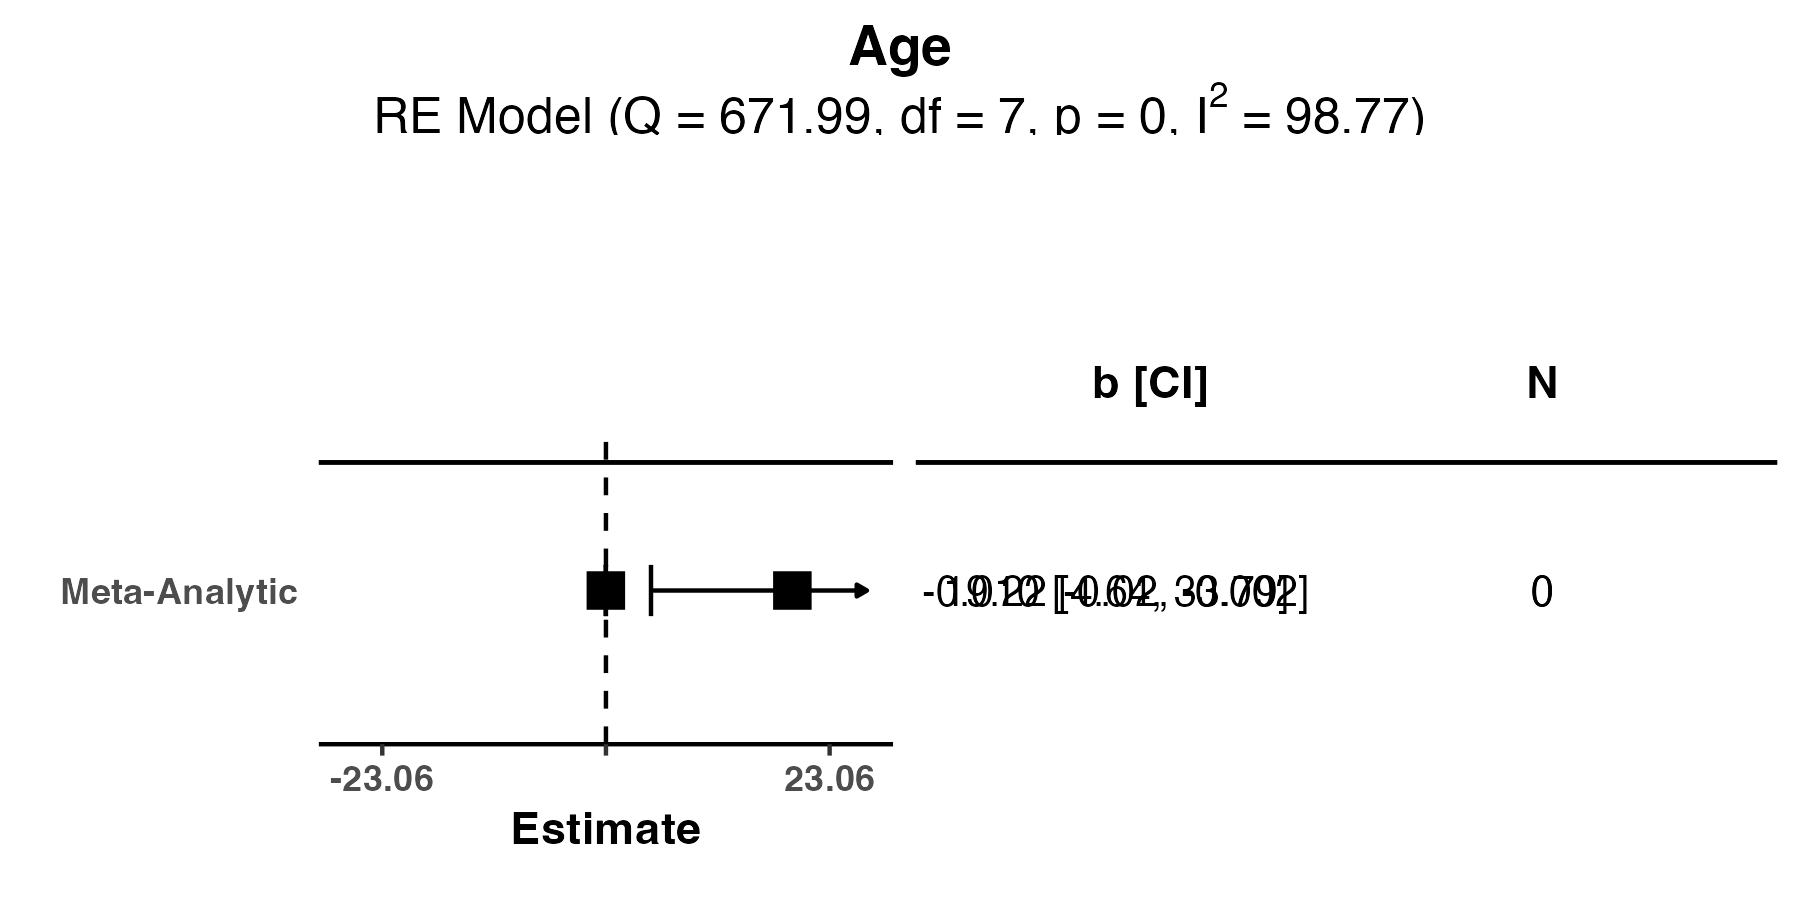 Age
RE Model (Q = 671.99, df = 7, p = 0, I² = 98.77)
b [CI] N
Meta-Analytic 0
-23.06 23.06
Estimate